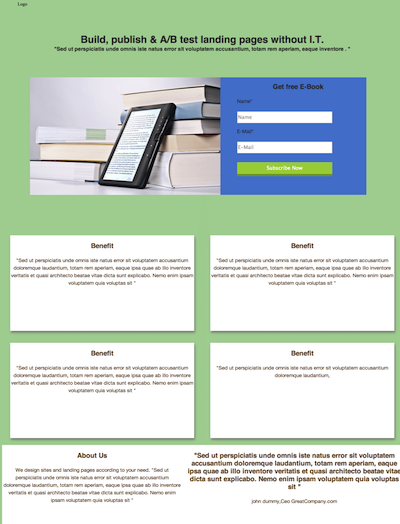 Logo
Build, publish & A/B test landing pages without I.T.
"Sed ut perspiciatis unde omnis iste natus error sit voluptatem accusantium, totam rem aperiam, eaque inventore . "
Get free E-Book
Name*
Name
E-Mail*
E-Mail
Subscribe Now
Benefit
"Sed ut perspiciatis unde omnis iste natus error sit voluptatem accusantium
doloremque laudantium, totam rem aperiam, eaque ipsa quae ab illo inventore
veritatis et quasi architecto beatae vitae dicta sunt explicabo. Nemo enim ipsam
voluptatem quia voluptas sit "
Benefit
"Sed ut perspiciatis unde omnis iste natus error sit voluptatem accusantium
doloremque laudantium, totam rem aperiam, eaque ipsa quae ab illo inventore
veritatis et quasi architecto beatae vitae dicta sunt explicabo. Nemo enim ipsam
voluptatem quia voluptas sit "
Benefit
"Sed ut perspiciatis unde omnis iste natus error sit voluptatem accusantium
doloremque laudantium, totam rem aperiam, eaque ipsa quae ab illo inventore
veritatis et quasi architecto beatae vitae dicta sunt explicabo. Nemo enim ipsam
voluptatem quia voluptas sit "
Benefit
"Sed ut perspiciatis unde omnis iste natus error sit voluptatem accusantium
doloremque laudantium,
About Us
We design sites and landing pages according to your need. "Sed ut
perspiciatis unde omnis iste natus error sit voluptatem accusantium
doloremque laudantium, totam rem aperiam, eaque ipsa quae ab illo inventore
veritatis et quasi architecto beatae vitae dicta sunt explicabo. Nemo enim
ipsam voluptatem quia voluptas sit "
"Sed ut perspiciatis unde omnis iste natus error sit
voluptatem accusantium doloremque laudantium, totam
rem aperiam, eaque ipsa quae ab illo inventore veritatis et quasi
architecto beatae vitae dicta sunt
explicabo. Nemo enim ipsam voluptatem quia voluptas
sit "
john dummy,Ceo GreatCompany.com